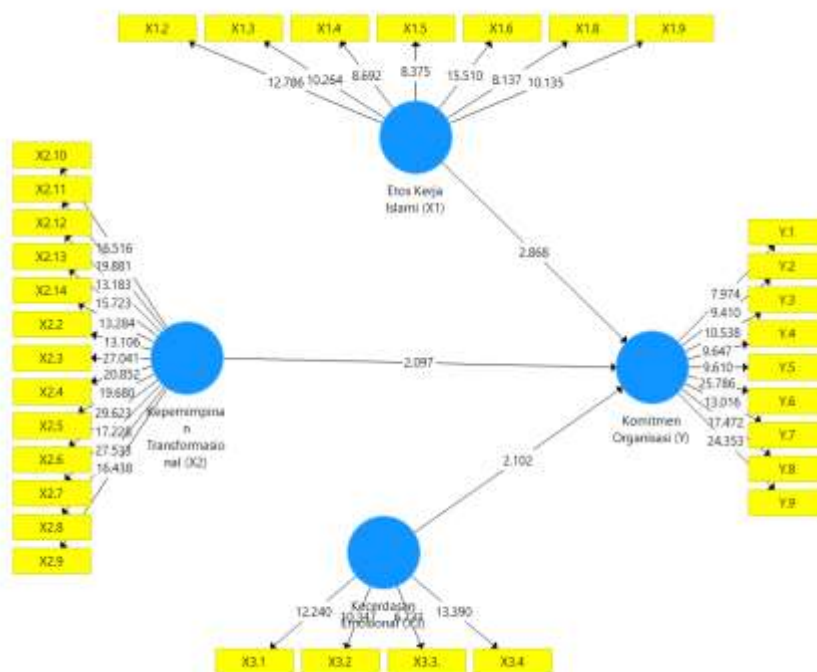 X1.2 X1.3 X1.4 X1.5 X1.6 X1.8 X1.9
12.786 10.264 8.692 8.375 15.510 8.137 10.135
Etos Kerja
Islami (X1)
2.868
X2.10
X2.11
X2.12
X2.13
X2.14
X2.2
X2.3
X2.4
X2.5
X2.6
X2.7
X2.8
X2.9
16.516
19.881
13.183
15.723
13.284
13.106
27.041
20.852
19.680
29.623
17.228
27.533
16.438
Kepemimpina
n
Transformasio
nal (X2)
2.097
Y.1
Y.2
Y.3
Y.4
Y.5
Y.6
Y.7
Y.8
Y.9
7.974
9.410
10.538
9.647
9.610
25.786
13.016
17.472
24.353
Komitmen
Organisasi (Y)
2.102
Kecerdasan
Emosional (X3)
12.240 10.347 13.390
X3.1 X3.2 X3.3. X3.4